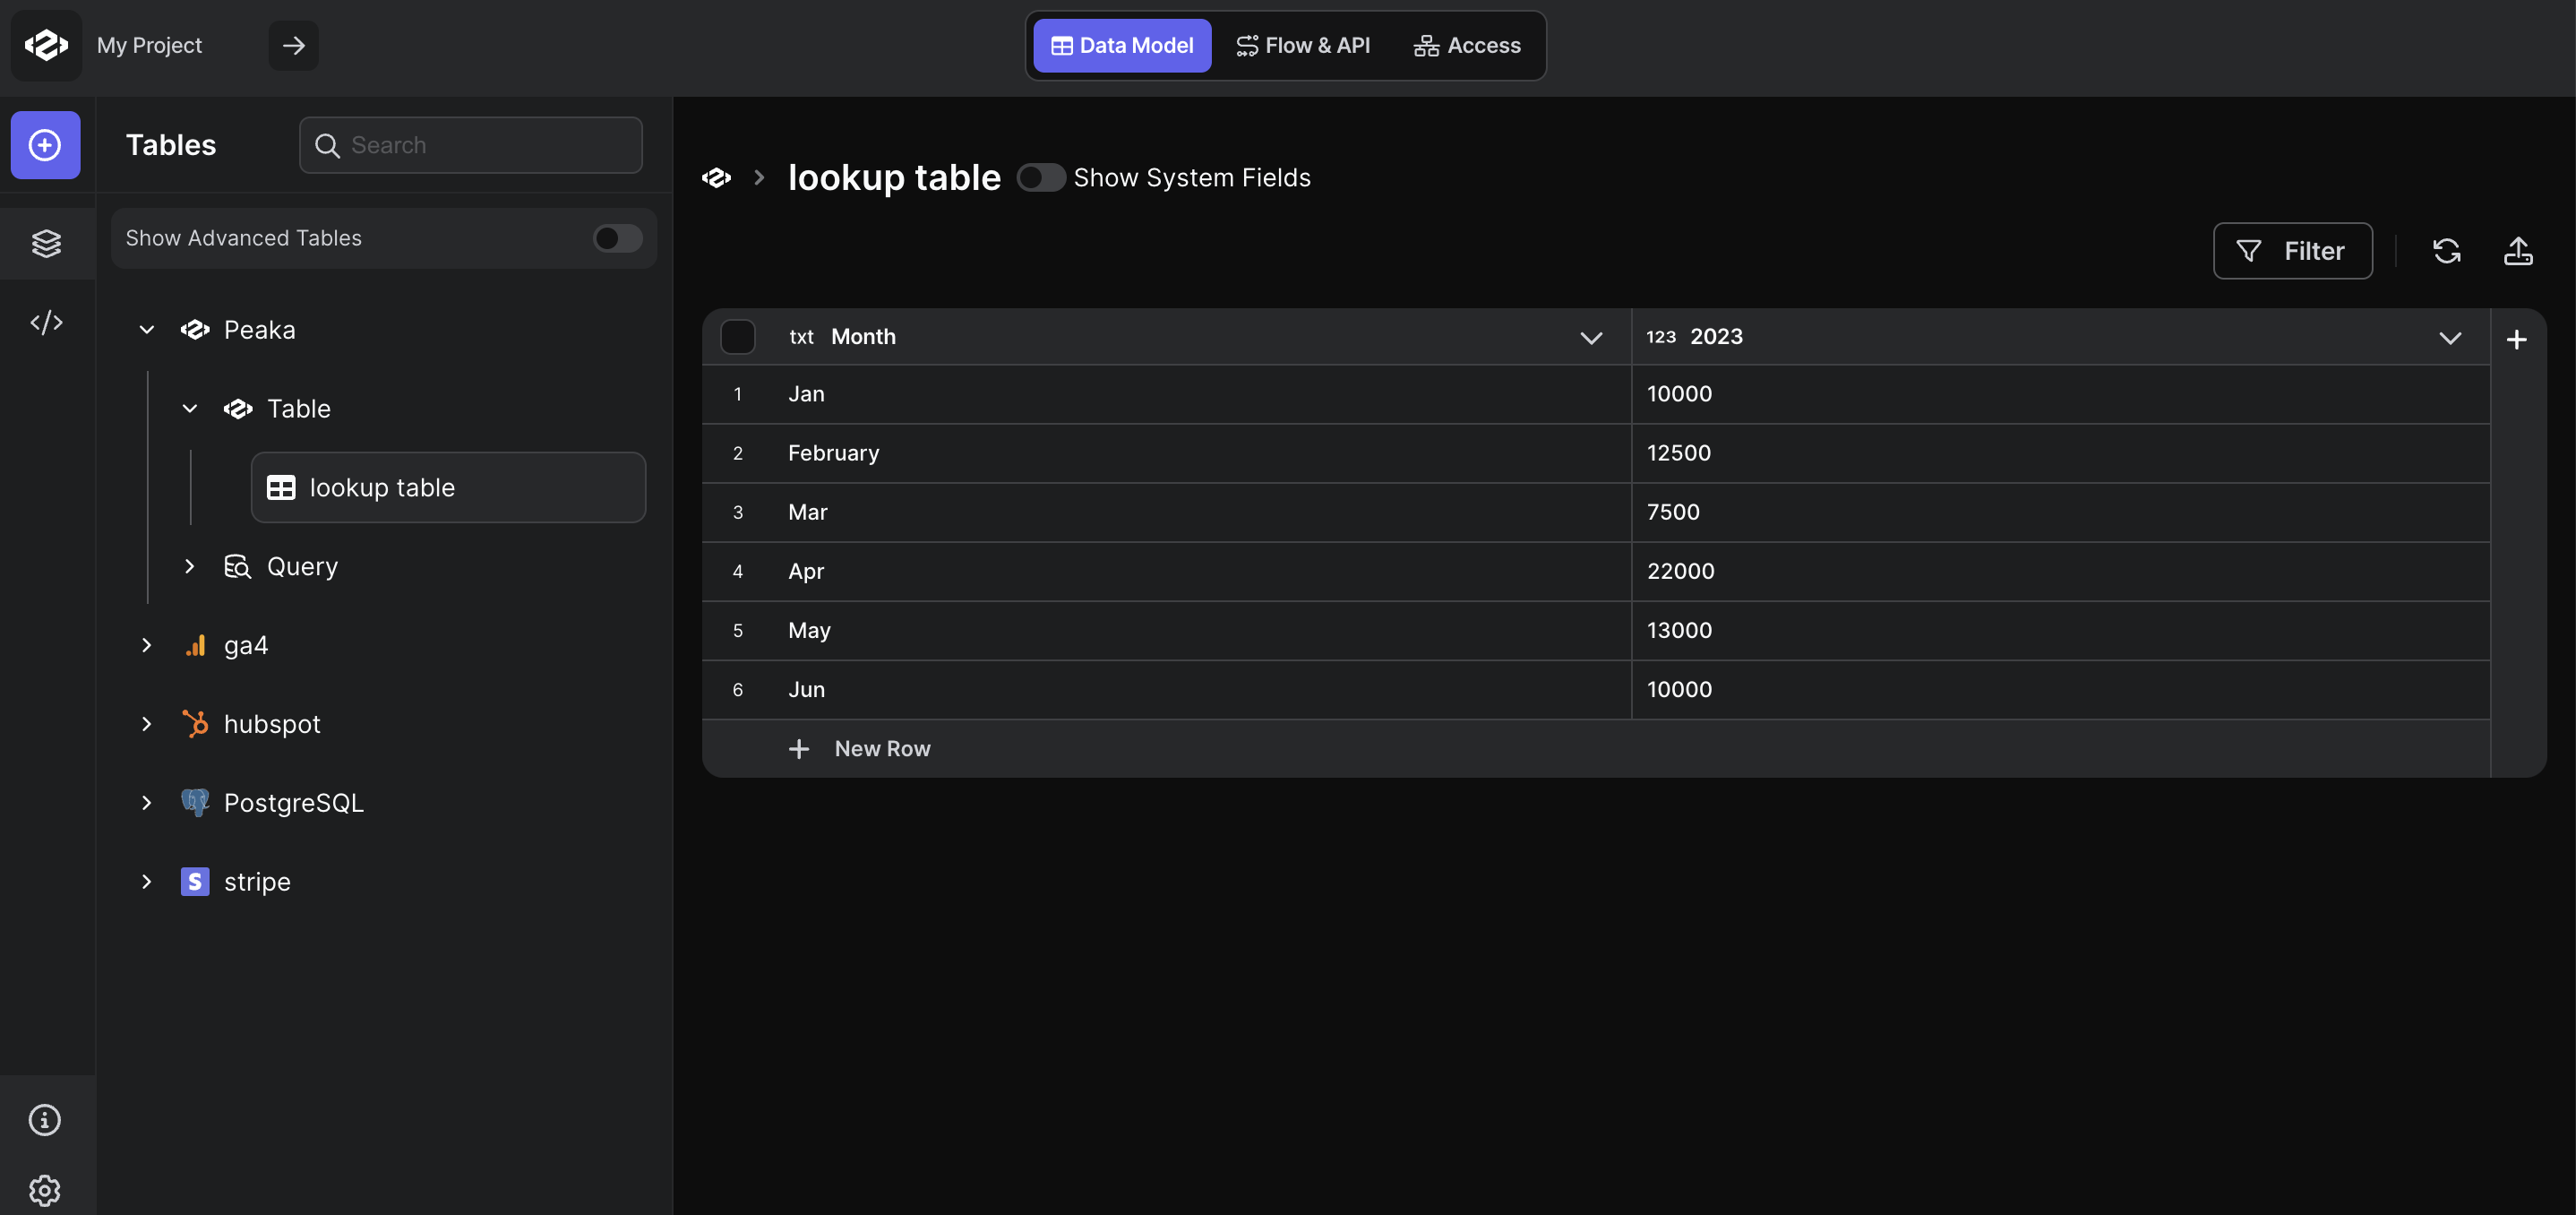 My Project
Data Model
Flow & API
Access
Tables
Search
Show Advanced Tables
Peaka
Table
lookup table
Query
ga4
hubspot
PostgreSQL
S stripe
lookup table Show System Fields
Filter
txt Month 123 2023
1 Jan 10000
2 February 12500
3 Mar 7500
4 Apr 22000
5 May 13000
6 Jun 10000
New Row